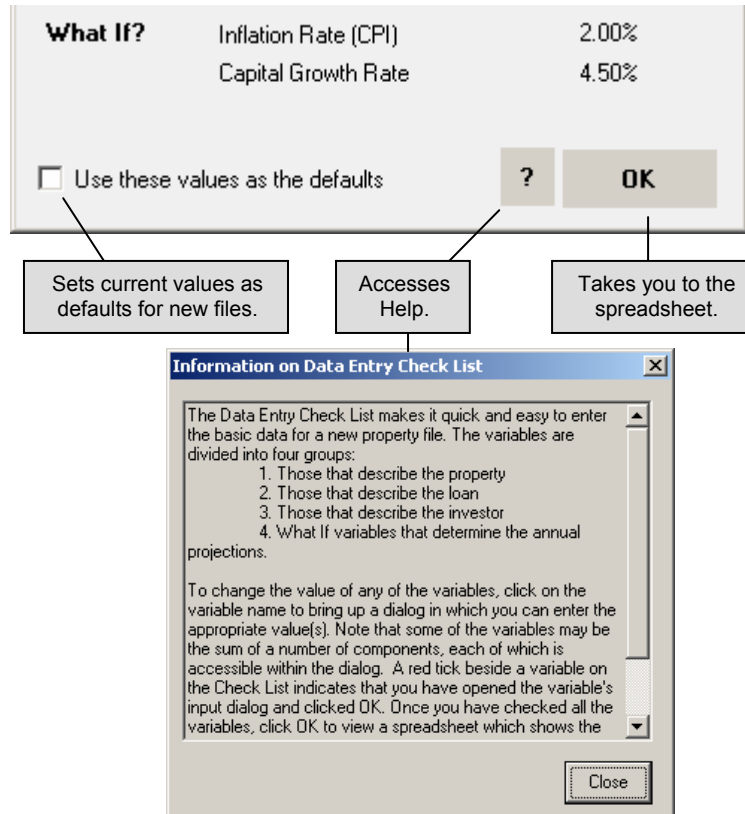 What If? Inflation Rate (CPI) 2.00%
Capital Growth Rate 4.50%
Use these values as the defaults ? OK
Sets current values as
defaults for new files.
Accesses
Help.
Takes you to the
spreadsheet.
Information on Data Entry Check List
The Data Entry Check List makes it quick and easy to enter
the basic data for a new property file. The variables are
divided into four groups:
1. Those that describe the property
2. Those that describe the loan
3. Those that describe the investor
4. What If variables that determine the annual
projections.
To change the value of any of the variables, click on the
variable name to bring up a dialog in which you can enter the
appropriate value(s). Note that some of the variables may be
the sum of a number of components, each of which is
accessible within the dialog. A red tick beside a variable on
the Check List indicates that you have opened the variable's
input dialog and clicked OK. Once you have checked all the
variables, click OK to view a spreadsheet which shows the
Close